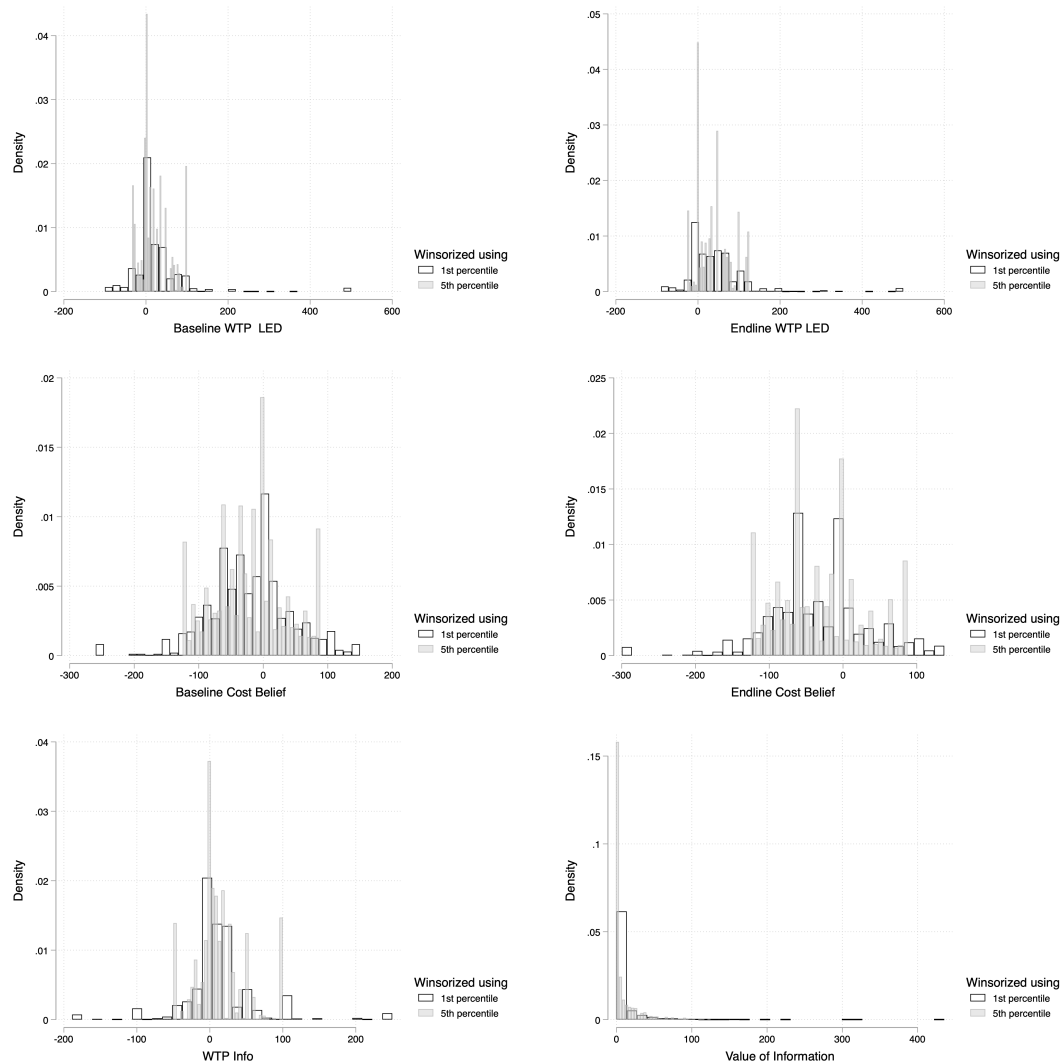 .04
.03
.02
.01
0
Density
-200 0 200 400 600
Baseline WTP LED
Winsorized using
1st percentile
5th percentile
.05
.04
.03
.02
.01
0
Density
-200 0 200 400 600
Endline WTP LED
Winsorized using
1st percentile
5th percentile
.02
.015
.01
.005
0
Density
-300 -200 -100 0 100 200
Baseline Cost Belief
Winsorized using
1st percentile
5th percentile
.025
.02
.015
.01
.005
0
Density
-300 -200 -100 0 100
Endline Cost Belief
Winsorized using
1st percentile
5th percentile
.04
.03
.02
.01
0
Density
-200 -100 0 100 200
WTP Info
Winsorized using
1st percentile
5th percentile
.15
.1
.05
0
Density
0 100 200 300 400
Value of Information
Winsorized using
1st percentile
5th percentile